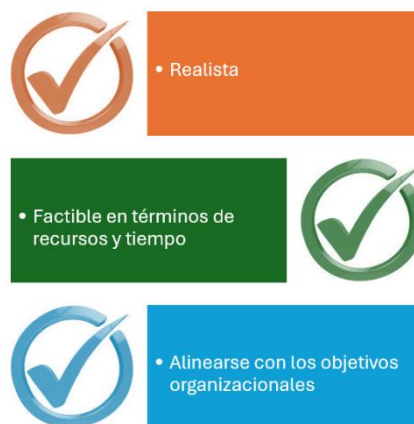 • Realista
• Factible en términos de
recursos y tiempo
• Alinearse con los objetivos
organizacionales